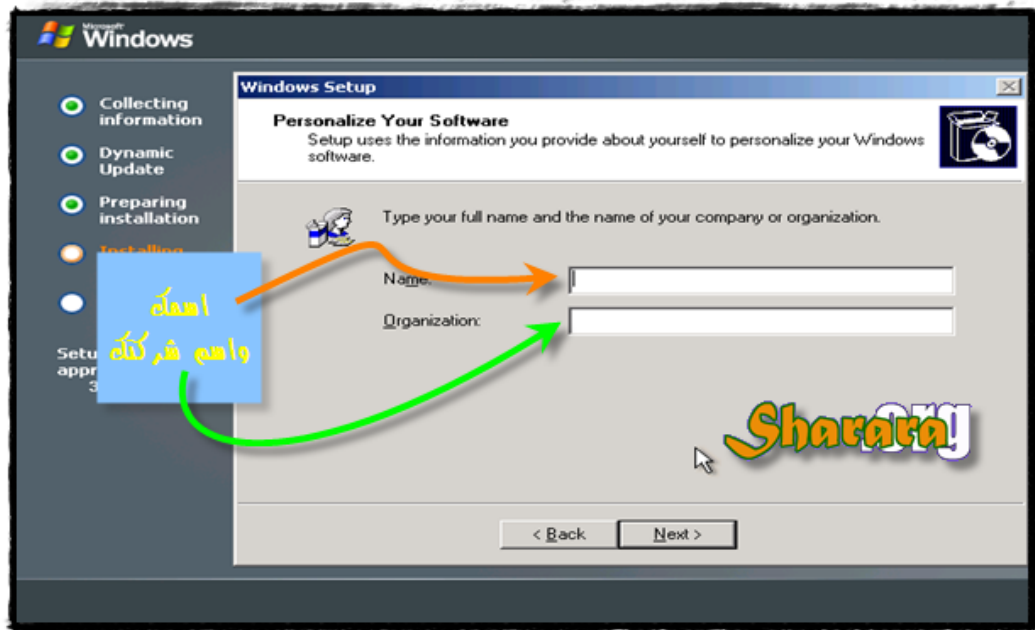 Microsoft
Windows
Collecting
information
Dynamic
Update
Preparing
installation
Installing
Setu
appr
3
اسمك
واسم شركتك
Windows Setup
Personalize Your Software
Setup uses the information you provide about yourself to personalize your Windows
software.
Type your full name and the name of your company or organization.
Name:
Organization:
Sharara.org
< Back
Next >